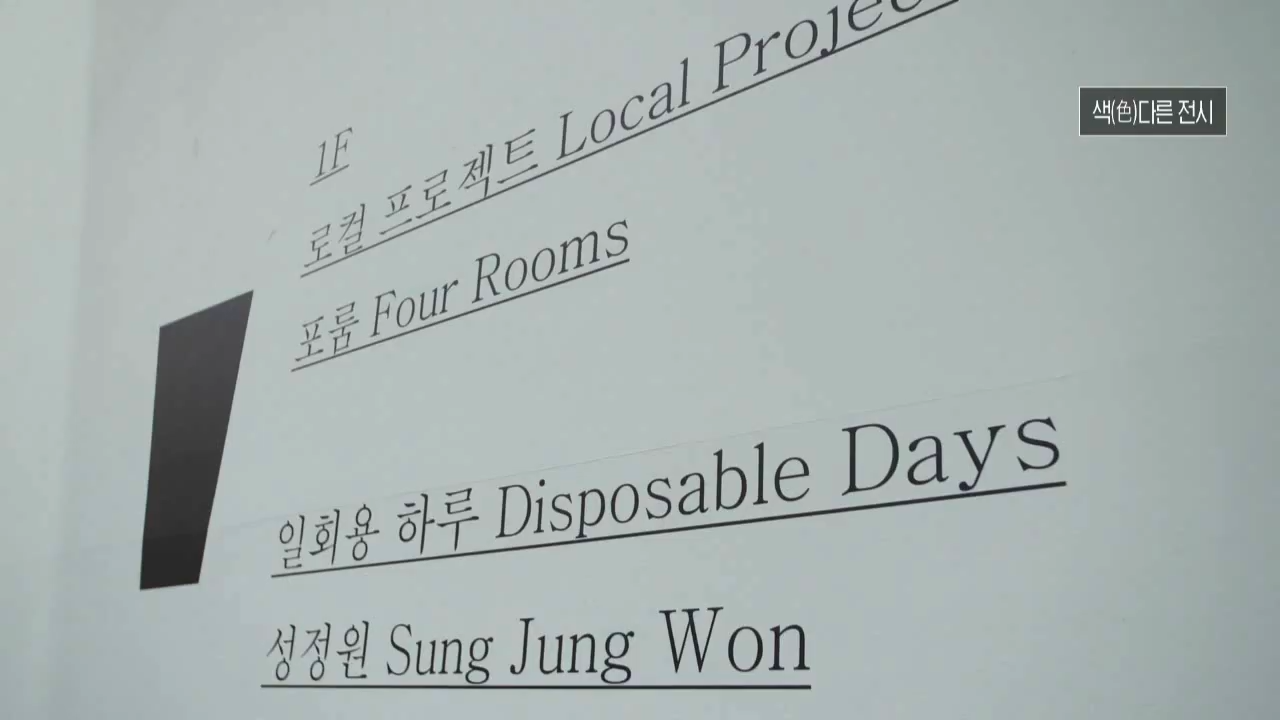 색(色)다른 전시
1F
로컬 프로젝트 Local Projec
포룸 Four Rooms
일회용 하루 Disposable Days
성정원 Sung Jung Won